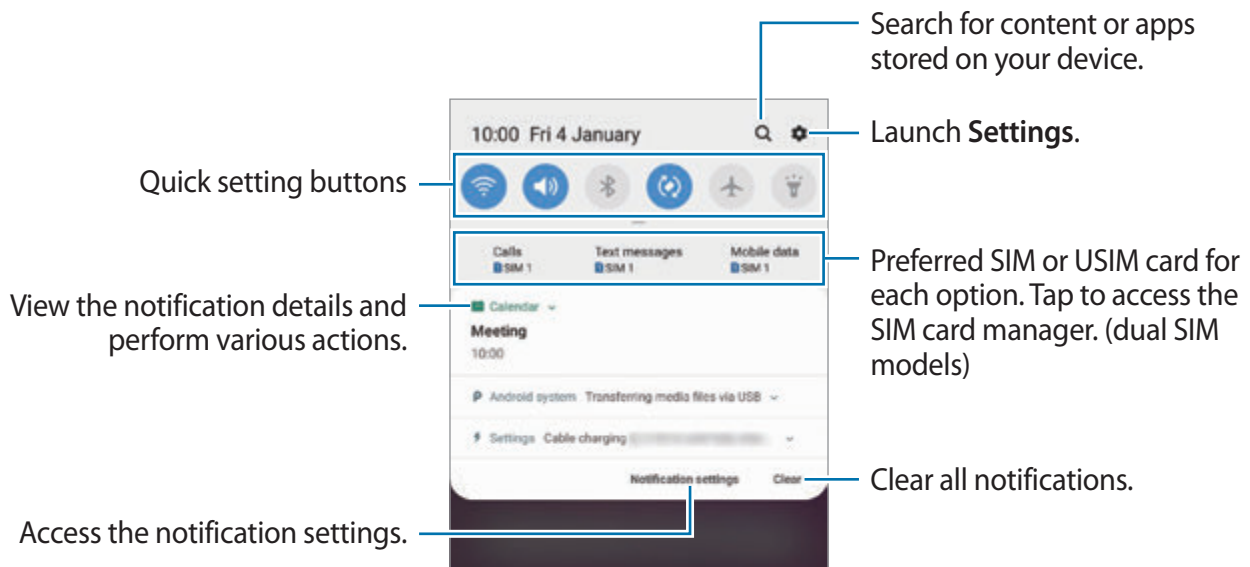 Search for content or apps
stored on your device.
10:00 Fri 4 January
Launch Settings.
Quick setting buttons
Calls
SIM 1
Text messages
SIM 1
Mobile data
SIM 1
Preferred SIM or USIM card for
each option. Tap to access the
SIM card manager. (dual SIM
models)
View the notification details and
perform various actions.
Calendar
Meeting
10:00
Android system Transferring media files via USB
Settings Cable charging
Notification settings Clear
Clear all notifications.
Access the notification settings.